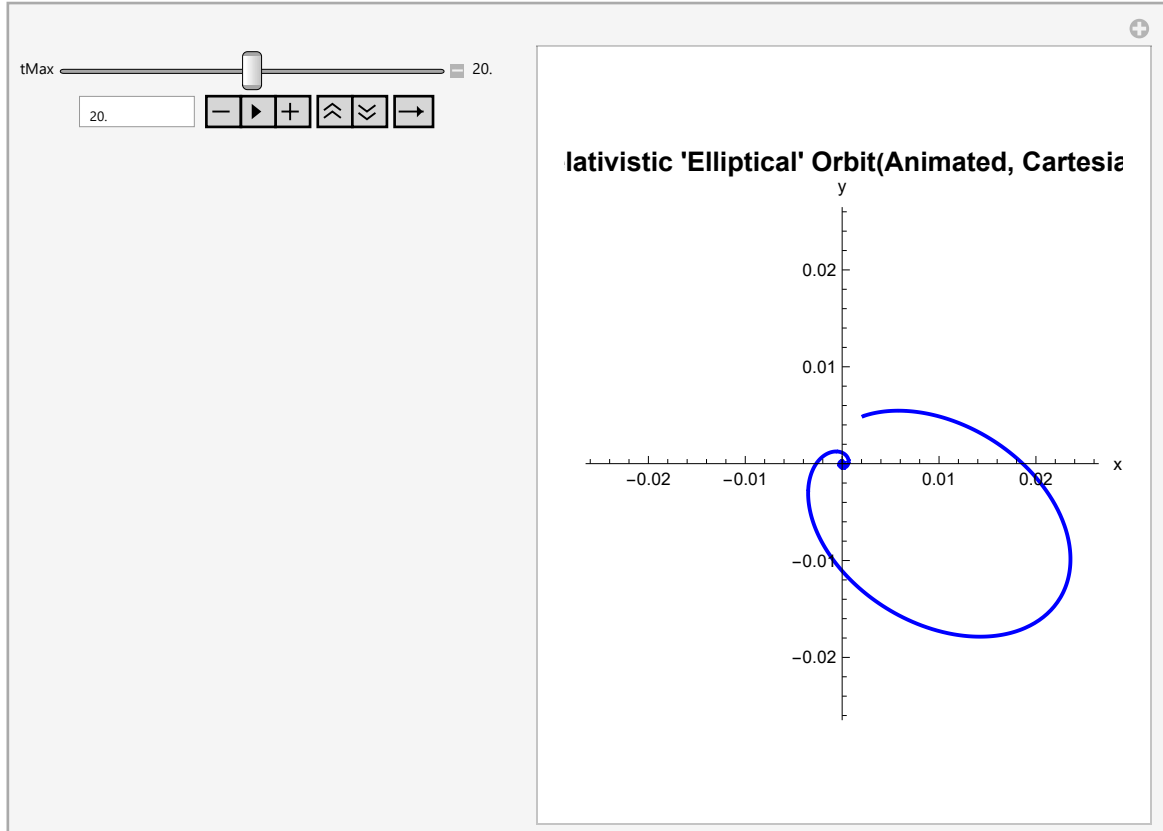 tMax 20.
20.
lativistic 'Elliptical' Orbit(Animated, Cartesia
y
0.02
0.01
x
−0.02 −0.01 0.01 0.02
−0.01
−0.02